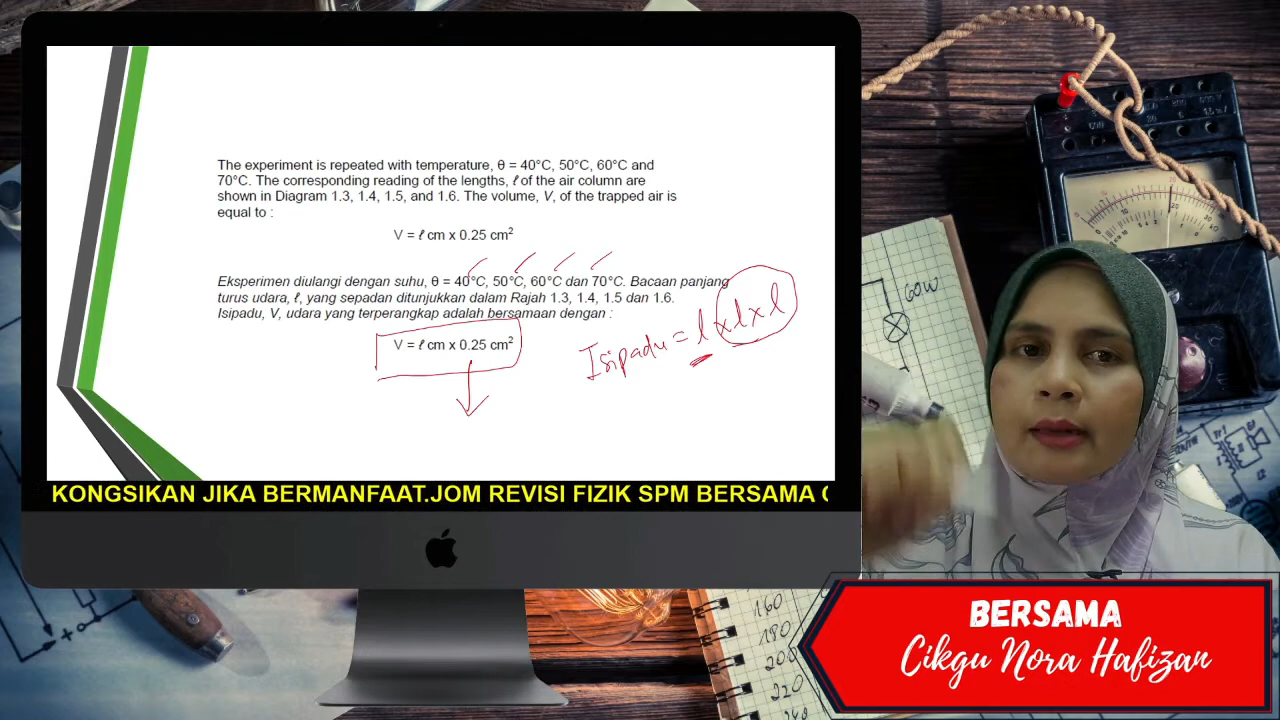 The experiment is repeated with temperature, θ = 40°C, 50°C, 60°C and
70°C. The corresponding reading of the lengths, ℓ of the air column are
shown in Diagram 1.3, 1.4, 1.5, and 1.6. The volume, V, of the trapped air is
equal to :
V = ℓ cm x 0.25 cm²
Eksperimen diulangi dengan suhu, θ = 40°C, 50°C, 60°C dan 70°C. Bacaan panjang
turus udara, ℓ, yang sepadan ditunjukkan dalam Rajah 1.3, 1.4, 1.5 dan 1.6.
Isipadu, V, udara yang terperangkap adalah bersamaan dengan :
V = ℓ cm x 0.25 cm²
Isipadu = l x l x l
KONGSIKAN JIKA BERMANFAAT.JOM REVISI FIZIK SPM BERSAMA
60W
160
180
200
220
BERSAMA
Cikgu Nora Hafizan